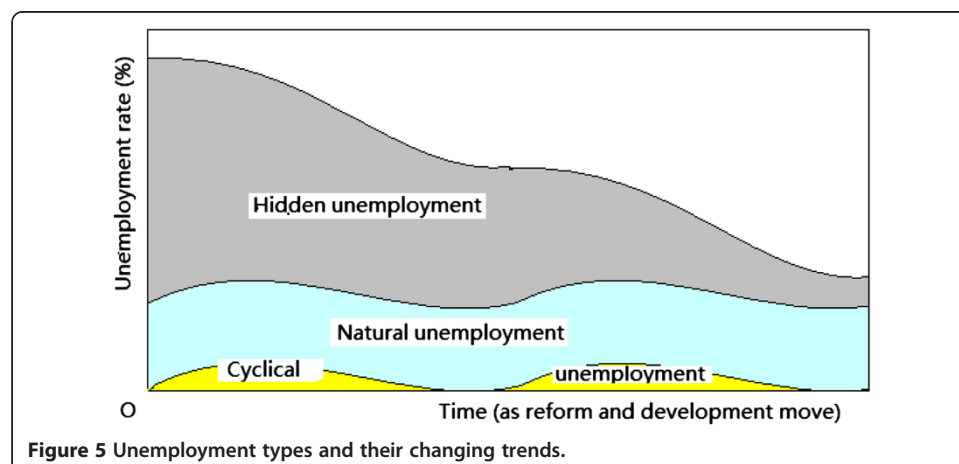 Unemployment rate (%)
Hidden unemployment
Natural unemployment
Cyclical unemployment
O
Time (as reform and development move)
Figure 5 Unemployment types and their changing trends.